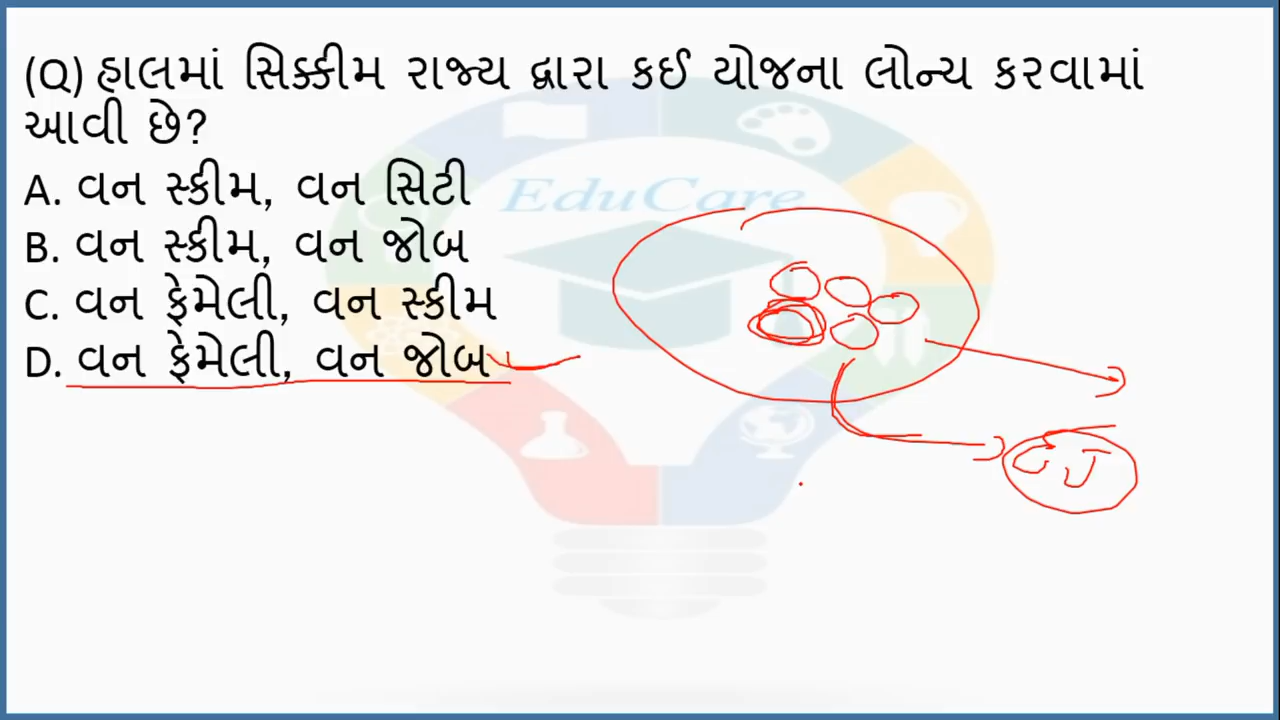 (Q) હાલમાં સિક્કીમ રાજ્ય દ્વારા કઈ યોજના લોન્ચ કરવામાં
આવી છે?
A. વન સ્કીમ, વન સિટી
EduCare
B. વન સ્કીમ, વન જોબ
C. વન ફેમેલી, વન સ્કીમ
D. વન ફેમેલી, વન જોબ